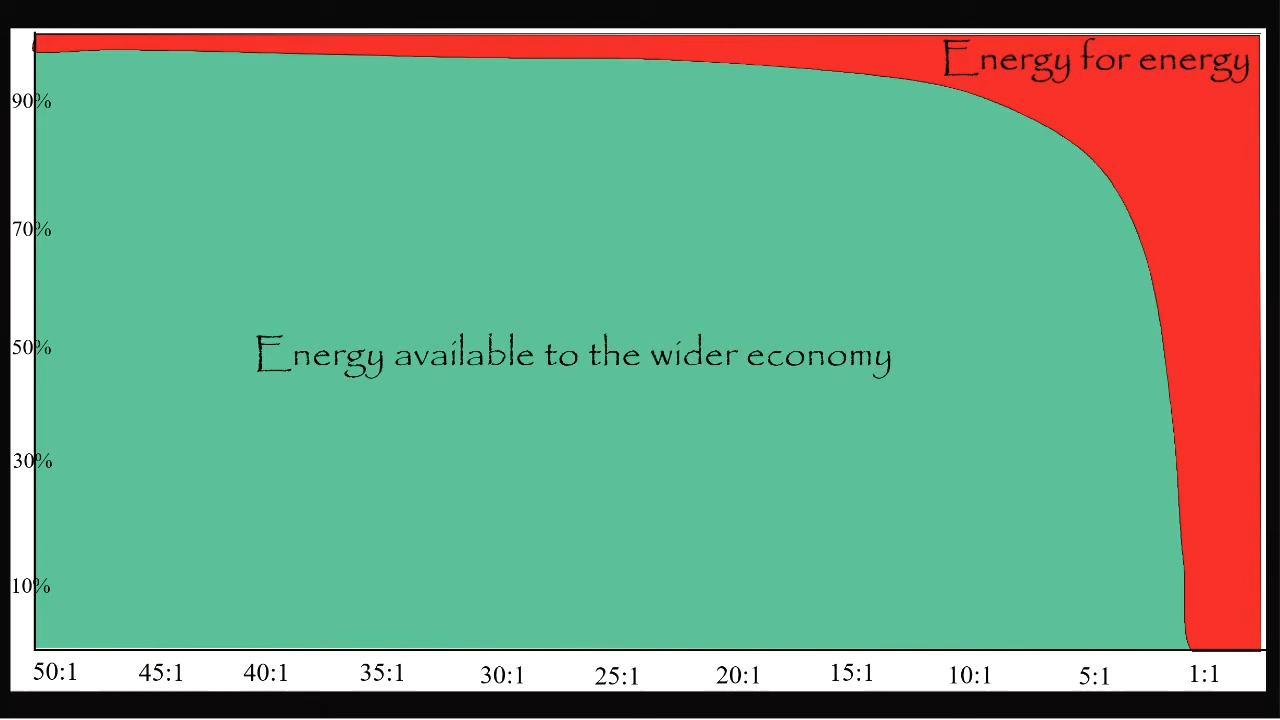 Energy for energy
90%
70%
Energy available to the wider economy
50%
30%
10%
50:1 45:1 40:1 35:1 30:1 25:1 20:1 15:1 10:1 5:1 1:1